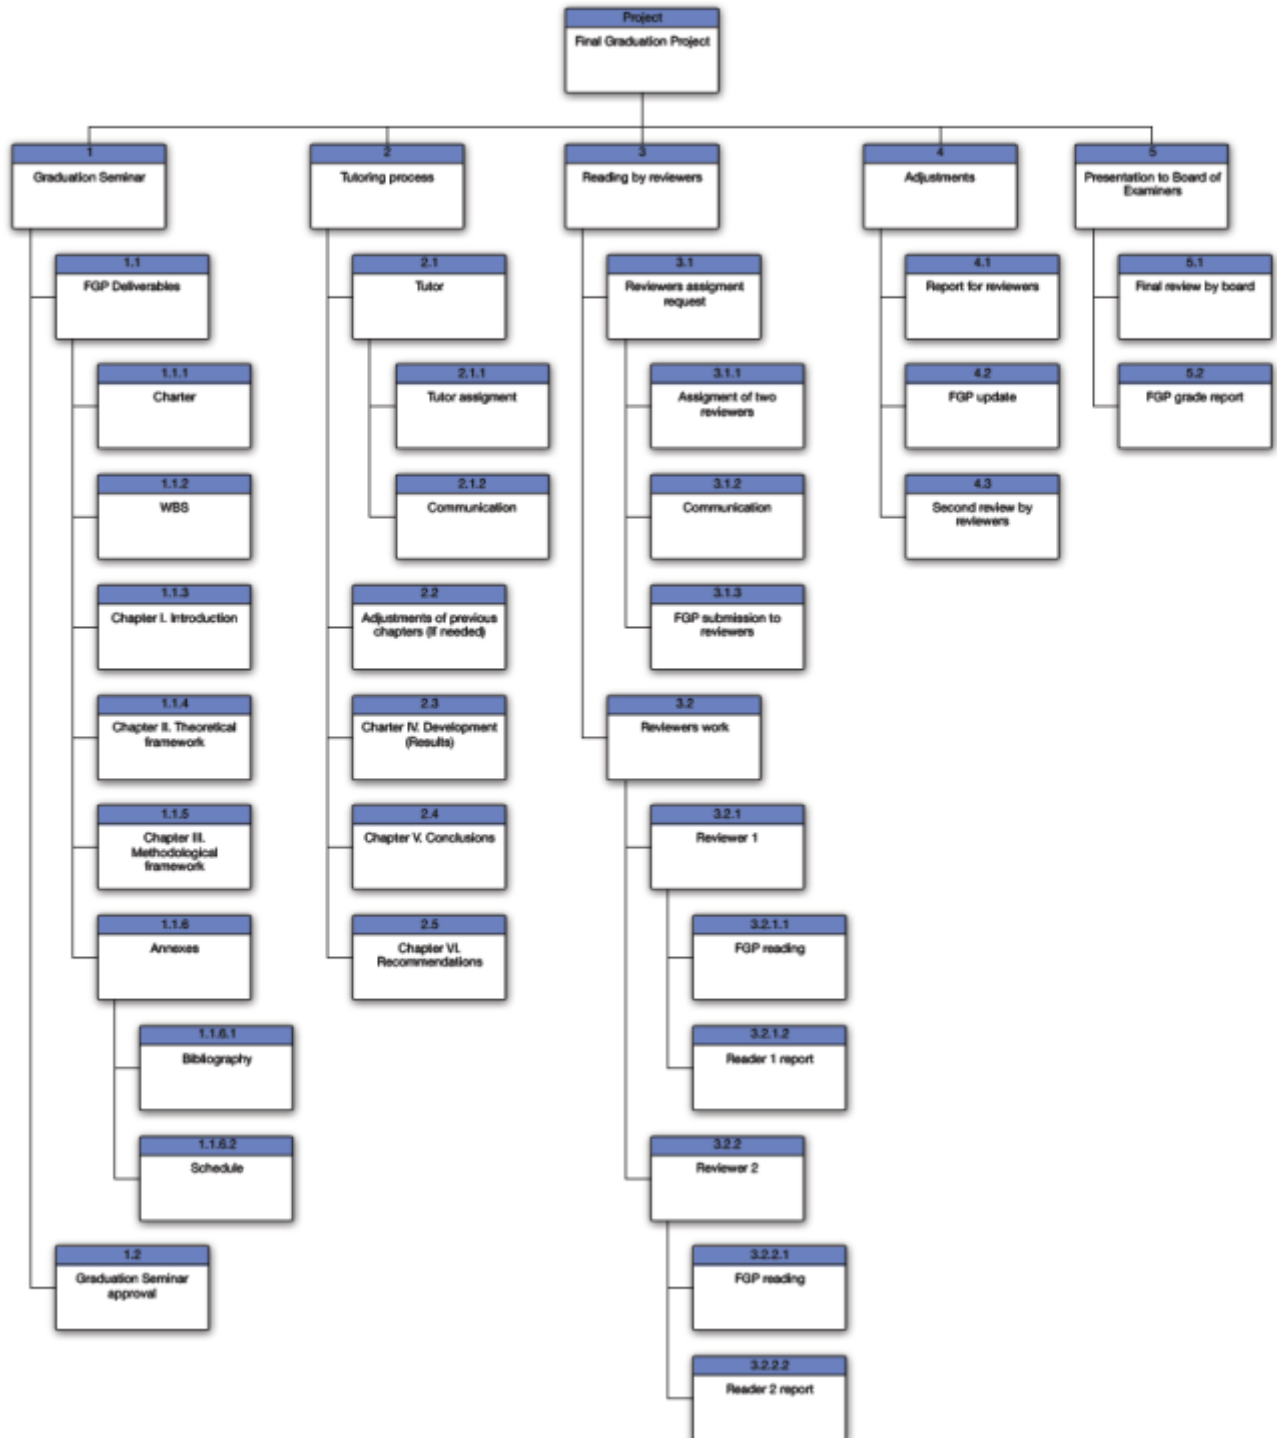 Project
Final Graduation Project
1
Graduation Seminar
1.1
FGP Deliverables
1.1.1
Charter
1.1.2
WBS
1.1.3
Chapter I. Introduction
1.1.4
Chapter II. Theoretical
framework
1.1.5
Chapter III.
Methodological
framework
1.1.6
Annexes
1.1.6.1
Bibliography
1.1.6.2
Schedule
1.2
Graduation Seminar
approval
2
Tutoring process
2.1
Tutor
2.1.1
Tutor assigment
2.1.2
Communication
2.2
Adjustments of previous
chapters (If needed)
2.3
Charter IV. Development
(Results)
2.4
Chapter V. Conclusions
2.5
Chapter VI.
Recommendations
3
Reading by reviewers
3.1
Reviewers assigment
request
3.1.1
Assigment of two
reviewers
3.1.2
Communication
3.1.3
FGP submission to
reviewers
3.2
Reviewers work
3.2.1
Reviewer 1
3.2.1.1
FGP reading
3.2.1.2
Reader 1 report
3.2.2
Reviewer 2
3.2.2.1
FGP reading
3.2.2.2
Reader 2 report
4
Adjustments
4.1
Report for reviewers
4.2
FGP update
4.3
Second review by
reviewers
5
Presentation to Board of
Examiners
5.1
Final review by board
5.2
FGP grade report